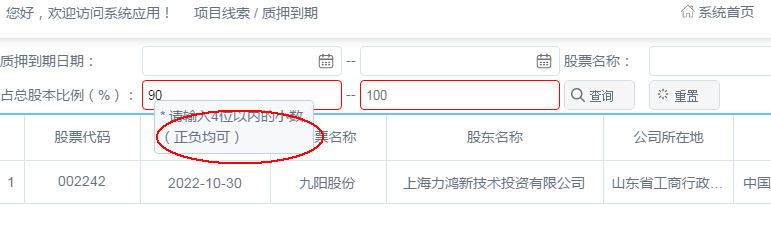 您好，欢迎访问系统应用！ 项目线索 / 质押到期 系统首页
质押到期日期： -- 股票名称：
占总股本比例（%）： 90 -- 100 查询 重置
* 请输入4位以内的小数
（正负均可）
股票代码 票名称 股东名称 公司所在地
1 002242 2022-10-30 九阳股份 上海力鸿新技术投资有限公司 山东省工商行政… 中国